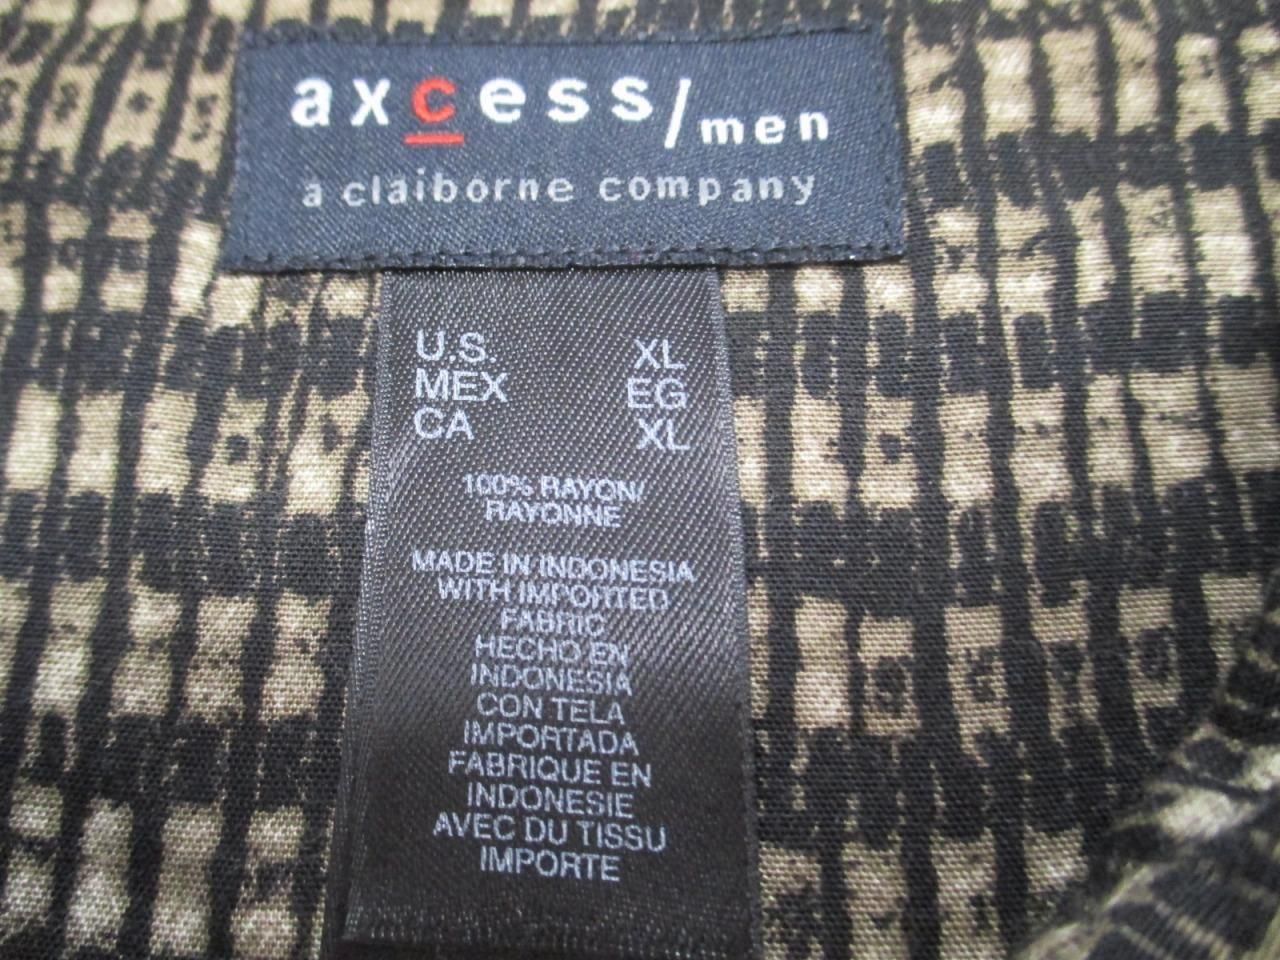 axcess/men
a claiborne company
U.S. XL
MEX EG
CA XL
100% RAYON/
RAYONNE
MADE IN INDONESIA
WITH IMPORTED
FABRIC
HECHO EN
INDONESIA
CON TELA
IMPORTADA
FABRIQUE EN
INDONESIE
AVEC DU TISSU
IMPORTE